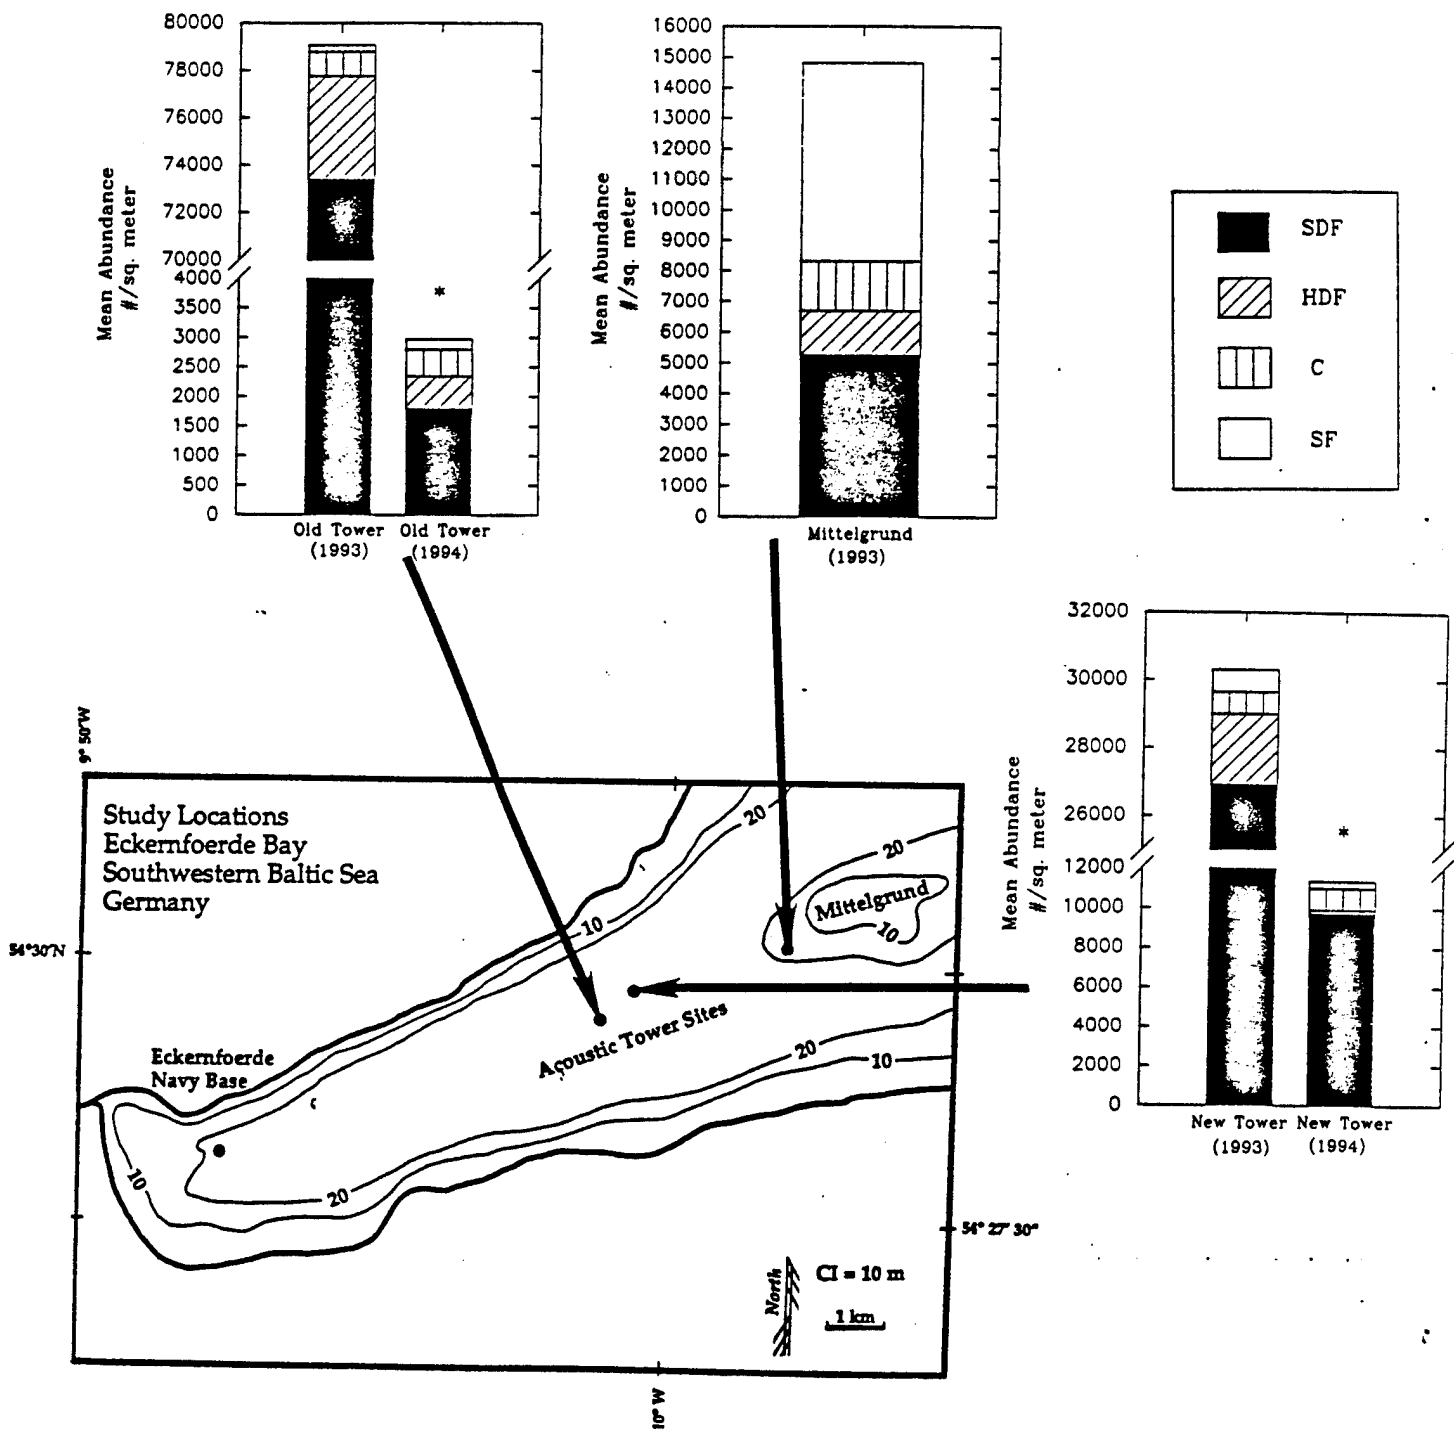 80000
78000
76000
74000
72000
70000
4000
3500
3000
2500
2000
1500
1000
500
0
Mean Abundance
#/sq. meter
*
Old Tower
(1993)
Old Tower
(1994)
16000
15000
14000
13000
12000
11000
10000
9000
8000
7000
6000
5000
4000
3000
2000
1000
0
Mean Abundance
#/sq. meter
Mittelgrund
(1993)
SDF
HDF
C
SF
32000
30000
28000
26000
12000
10000
8000
6000
4000
2000
0
Mean Abundance
#/sq. meter
*
New Tower
(1993)
New Tower
(1994)
9° 50"W
Study Locations
Eckernfoerde Bay
Southwestern Baltic Sea
Germany
20
20
Mittelgrund
10
10
54°30"N
Acoustic Tower Sites
Eckernfoerde
Navy Base
20
10
10
20
54° 27' 30"
North
CI = 10 m
1 km
10° W